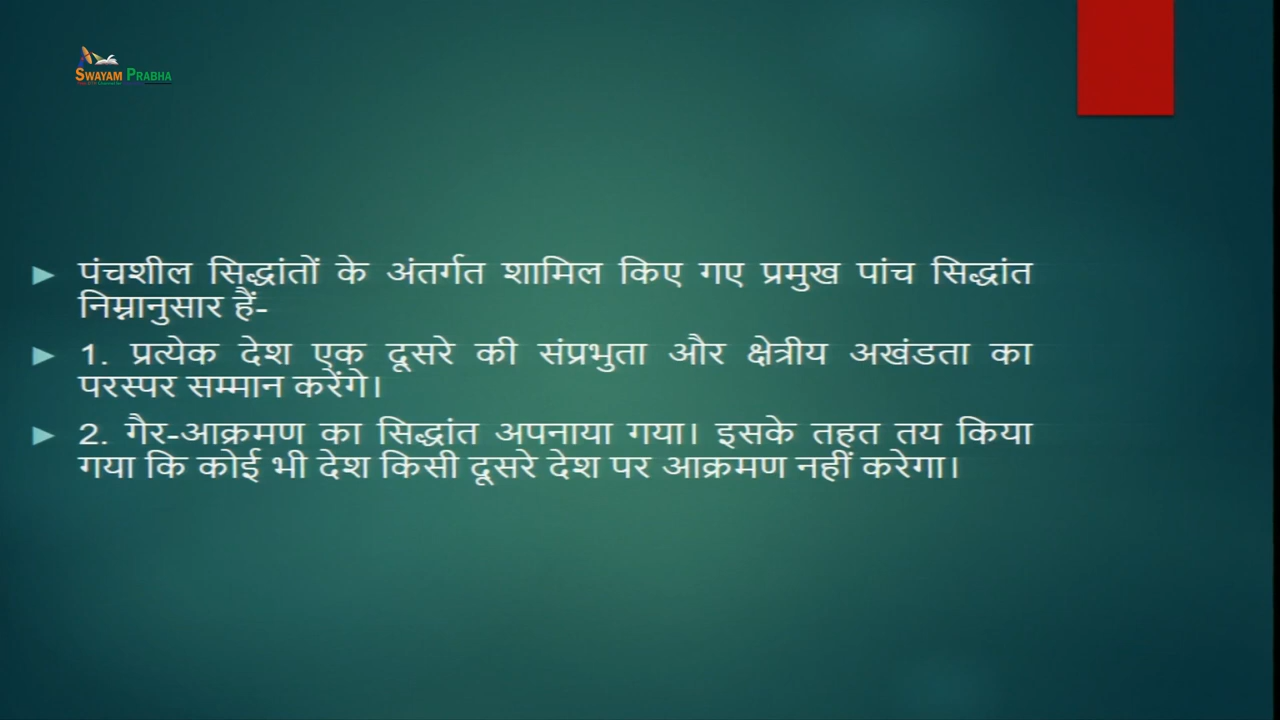 SWAYAM PRABHA
पंचशील सिद्धांतों के अंतर्गत शामिल किए गए प्रमुख पांच सिद्धांत
निम्नानुसार हैं-
1. प्रत्येक देश एक दूसरे की संप्रभुता और क्षेत्रीय अखंडता का
परस्पर सम्मान करेंगे।
2. गैर-आक्रमण का सिद्धांत अपनाया गया। इसके तहत तय किया
गया कि कोई भी देश किसी दूसरे देश पर आक्रमण नहीं करेगा।